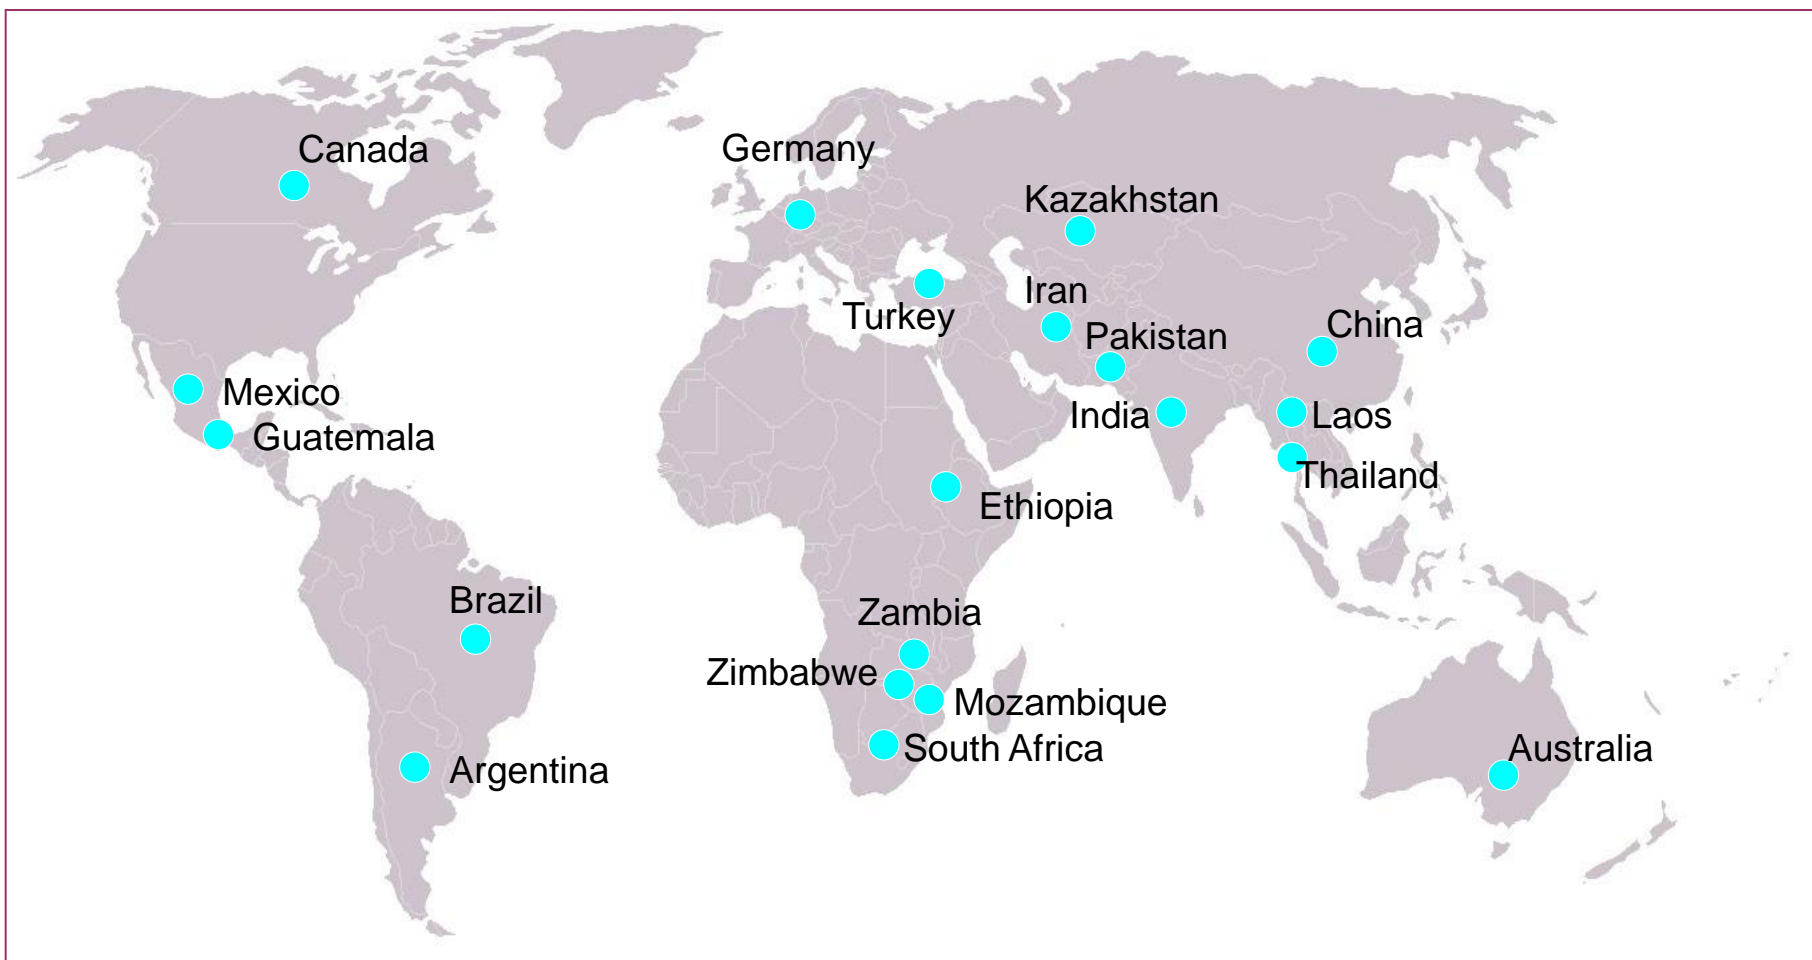 Canada
Germany
Kazakhstan
Iran
Turkey
Pakistan
China
Mexico
India
Laos
Guatemala
Thailand
Ethiopia
Brazil
Zambia
Zimbabwe
Mozambique
South Africa
Australia
Argentina